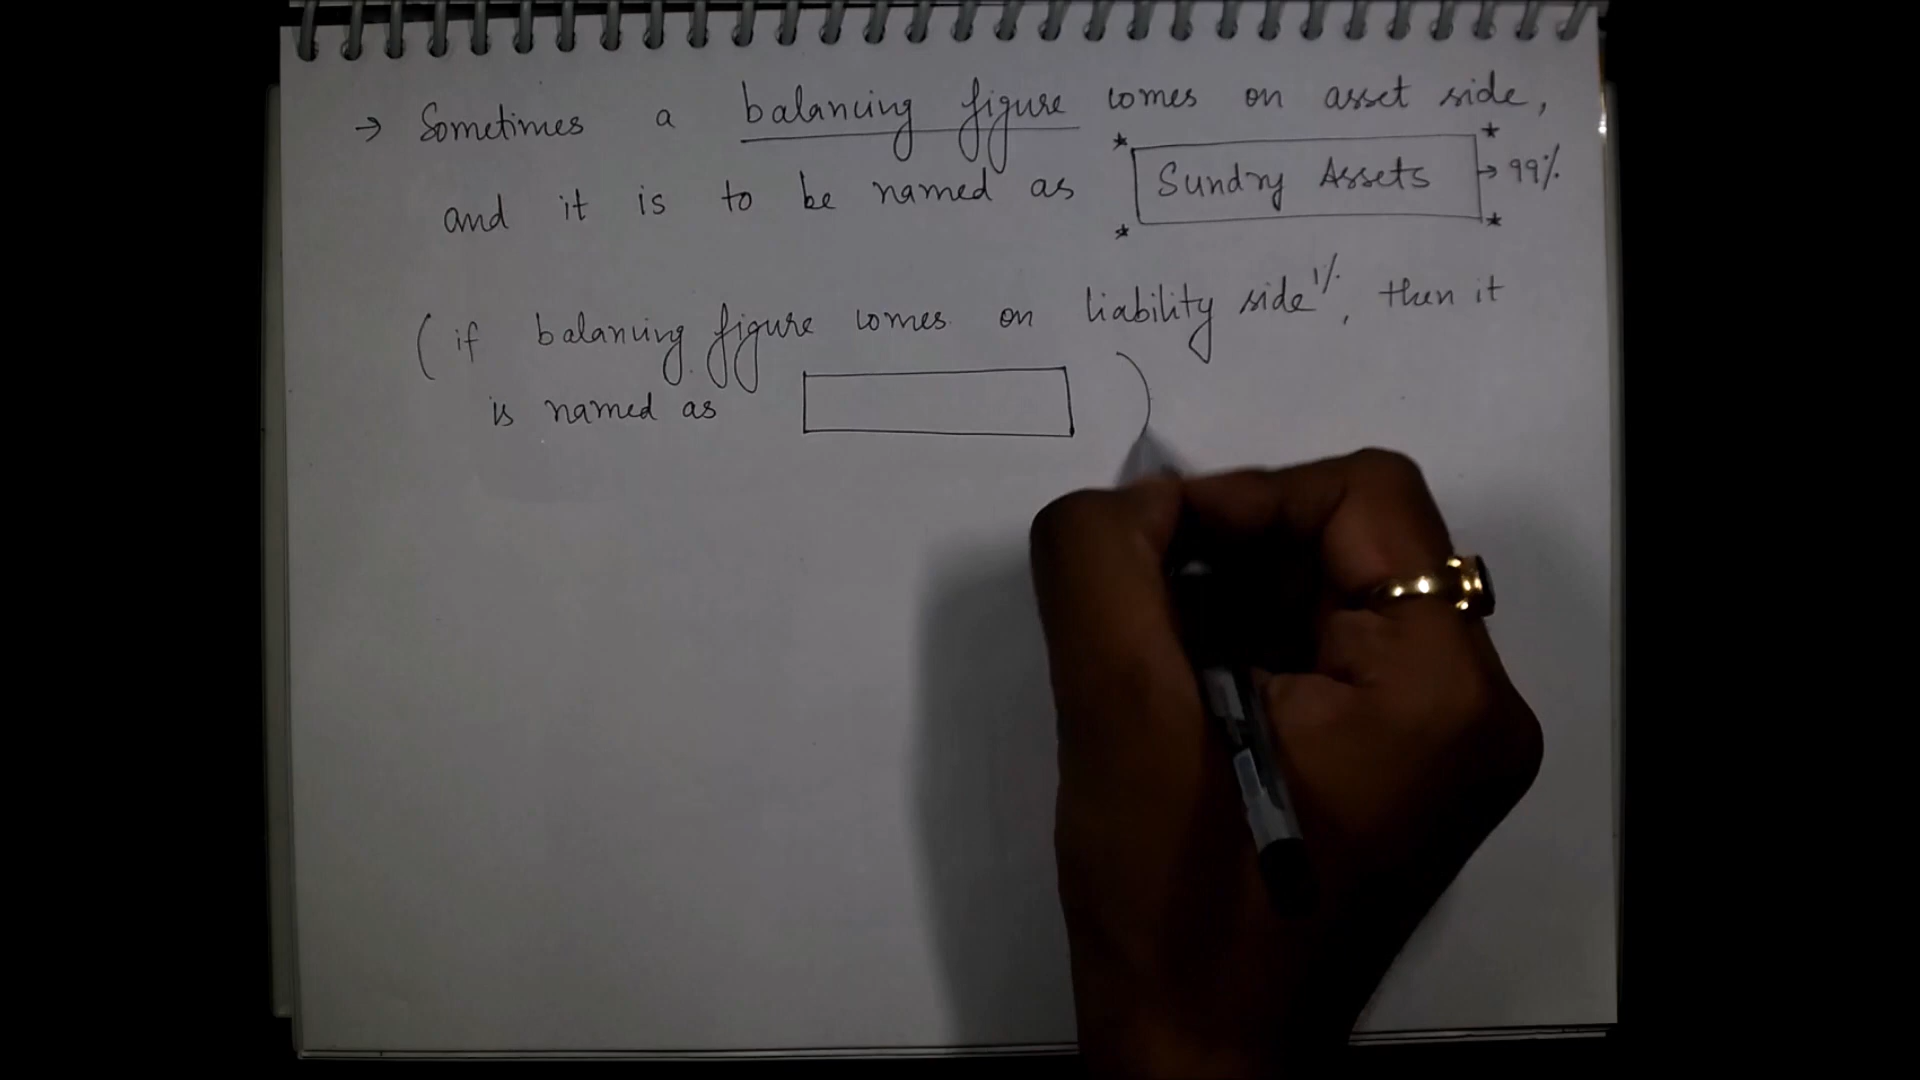 → Sometimes a balancing figure comes on asset side,
and it is to be named as Sundry Assets → 99%
(if balancing figure comes on liability side 1%, then it
is named as )